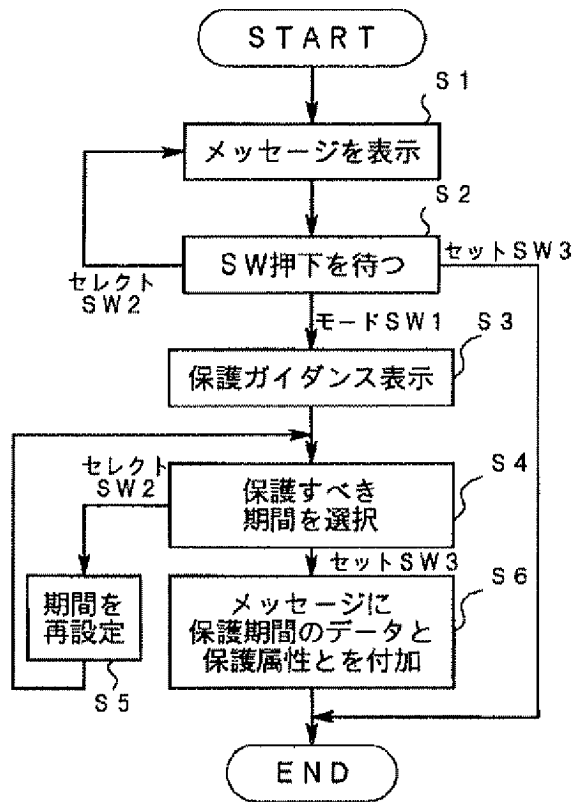 START
S1
メッセージを表示
S2
SW押下を待つ
セットSW3
セレクト
SW2
モードSW1
S3
保護ガイダンス表示
セレクト
SW2
S4
保護すべき
期間を選択
セットSW3
S6
期間を
再設定
S5
メッセージに
保護期間のデータと
保護属性とを付加
END